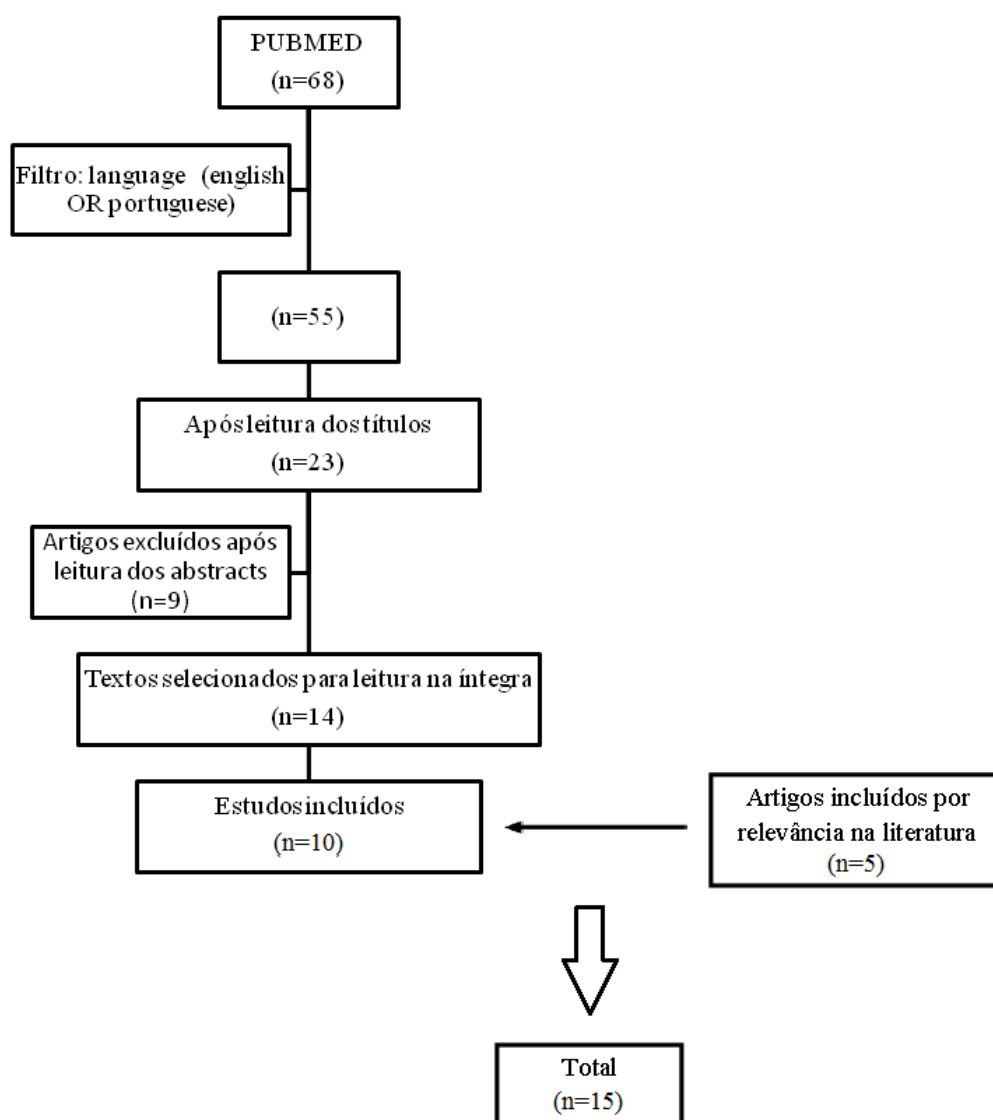 PUBMED
(n=68)
Filtro: language (english
OR portuguese)
(n=55)
Após leitura dos títulos
(n=23)
Artigos excluídos após
leitura dos abstracts
(n=9)
Textos selecionados para leitura na íntegra
(n=14)
Estudos incluídos
(n=10)
Artigos incluídos por
relevância na literatura
(n=5)
Total
(n=15)